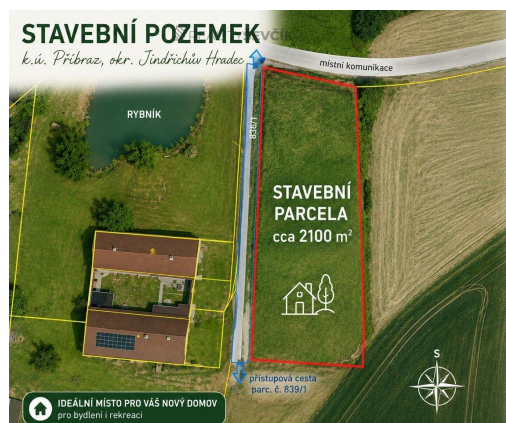 STAVEBNÍ POZEMEK
k.ú. Příbraz, okr. Jindřichův Hradec
místní komunikace
RYBNÍK
836/1
STAVEBNÍ
PARCELA
cca 2100 m²
S
přístupová cesta
parc. č. 839/1
IDEÁLNÍ MÍSTO PRO VÁŠ NOVÝ DOMOV
pro bydlení i rekreaci